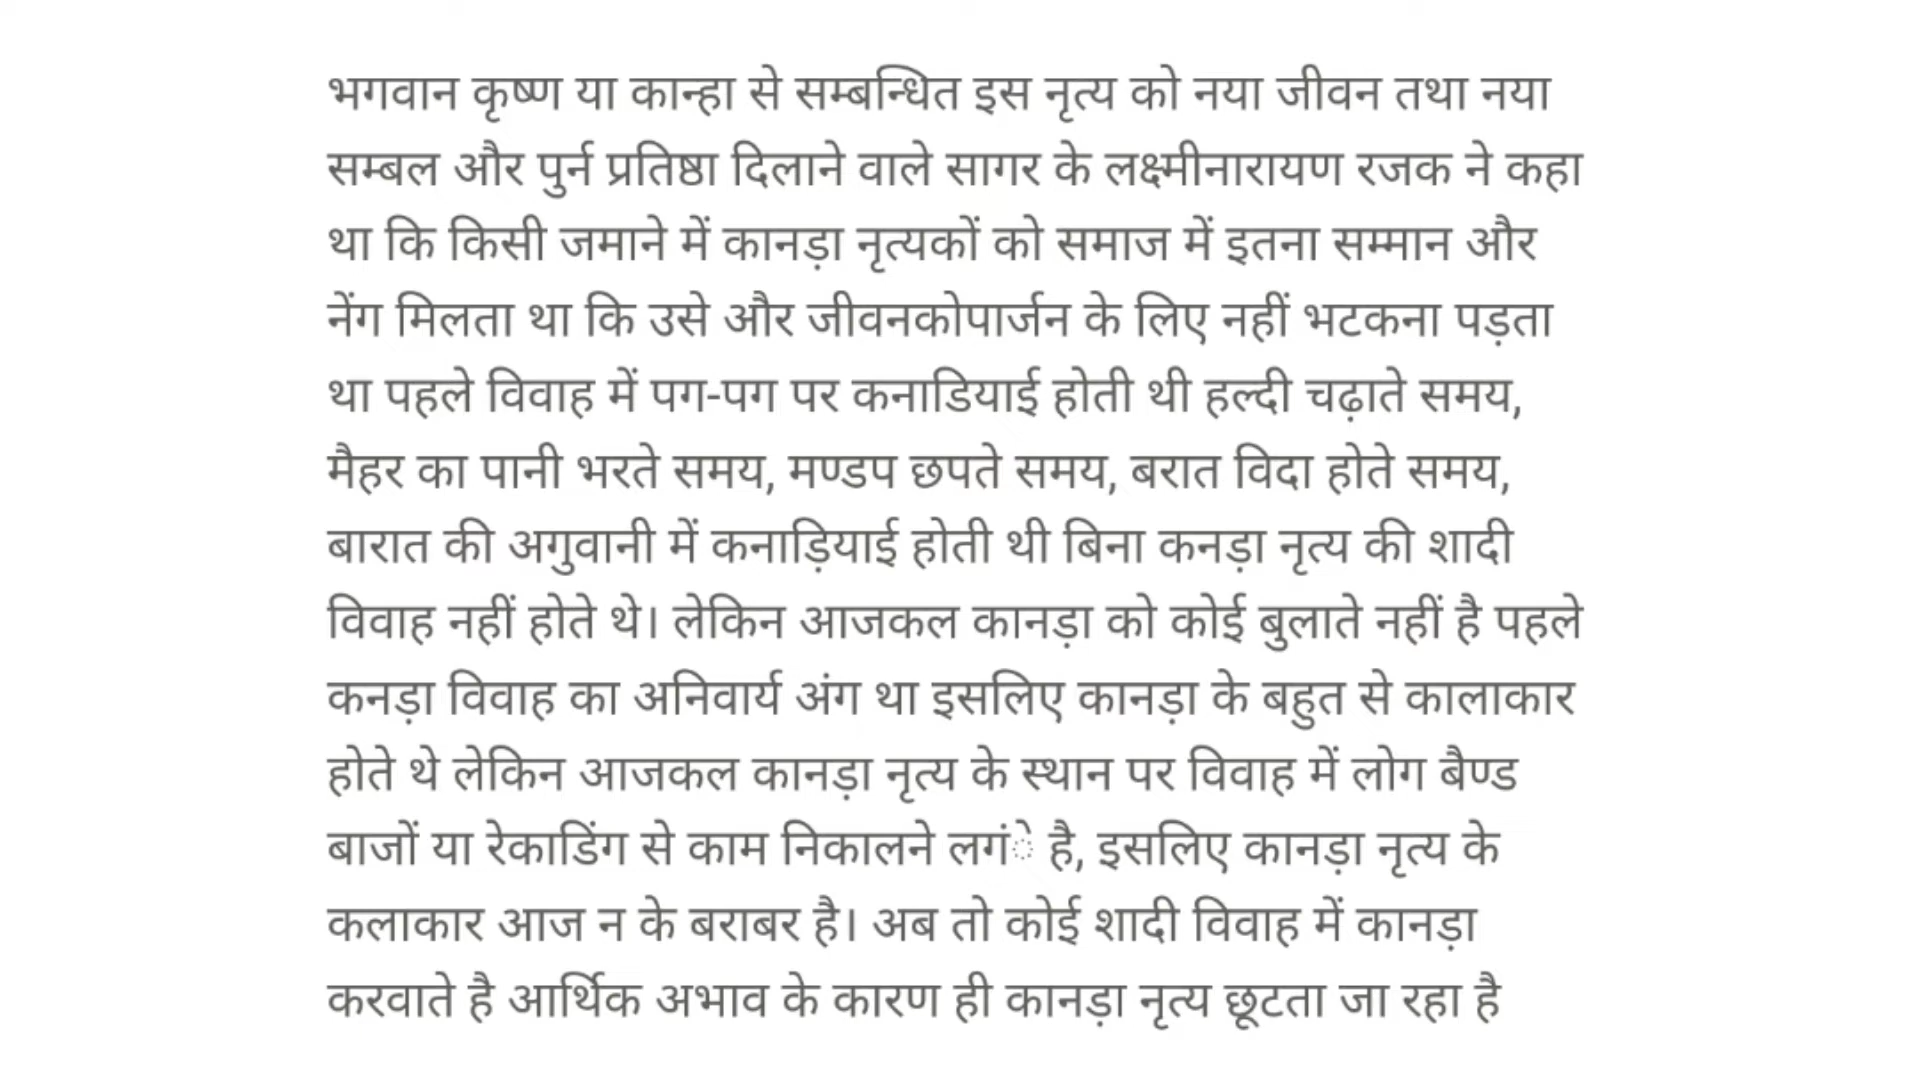 भगवान कृष्ण या कान्हा से सम्बन्धित इस नृत्य को नया जीवन तथा नया
सम्बल और पुर्न प्रतिष्ठा दिलाने वाले सागर के लक्ष्मीनारायण रजक ने कहा
था कि किसी जमाने में कानड़ा नृत्यकों को समाज में इतना सम्मान और
नेंग मिलता था कि उसे और जीवनकोपार्जन के लिए नहीं भटकना पड़ता
था पहले विवाह में पग-पग पर कनाडियाई होती थी हल्दी चढ़ाते समय,
मैहर का पानी भरते समय, मण्डप छपते समय, बरात विदा होते समय,
बारात की अगुवानी में कनाड़ियाई होती थी बिना कनड़ा नृत्य की शादी
विवाह नहीं होते थे। लेकिन आजकल कानड़ा को कोई बुलाते नहीं है पहले
कनड़ा विवाह का अनिवार्य अंग था इसलिए कानड़ा के बहुत से कालाकार
होते थे लेकिन आजकल कानड़ा नृत्य के स्थान पर विवाह में लोग बैण्ड
बाजों या रेकाडिंग से काम निकालने लगंे है, इसलिए कानड़ा नृत्य के
कलाकार आज न के बराबर है। अब तो कोई शादी विवाह में कानड़ा
करवाते है आर्थिक अभाव के कारण ही कानड़ा नृत्य छूटता जा रहा है